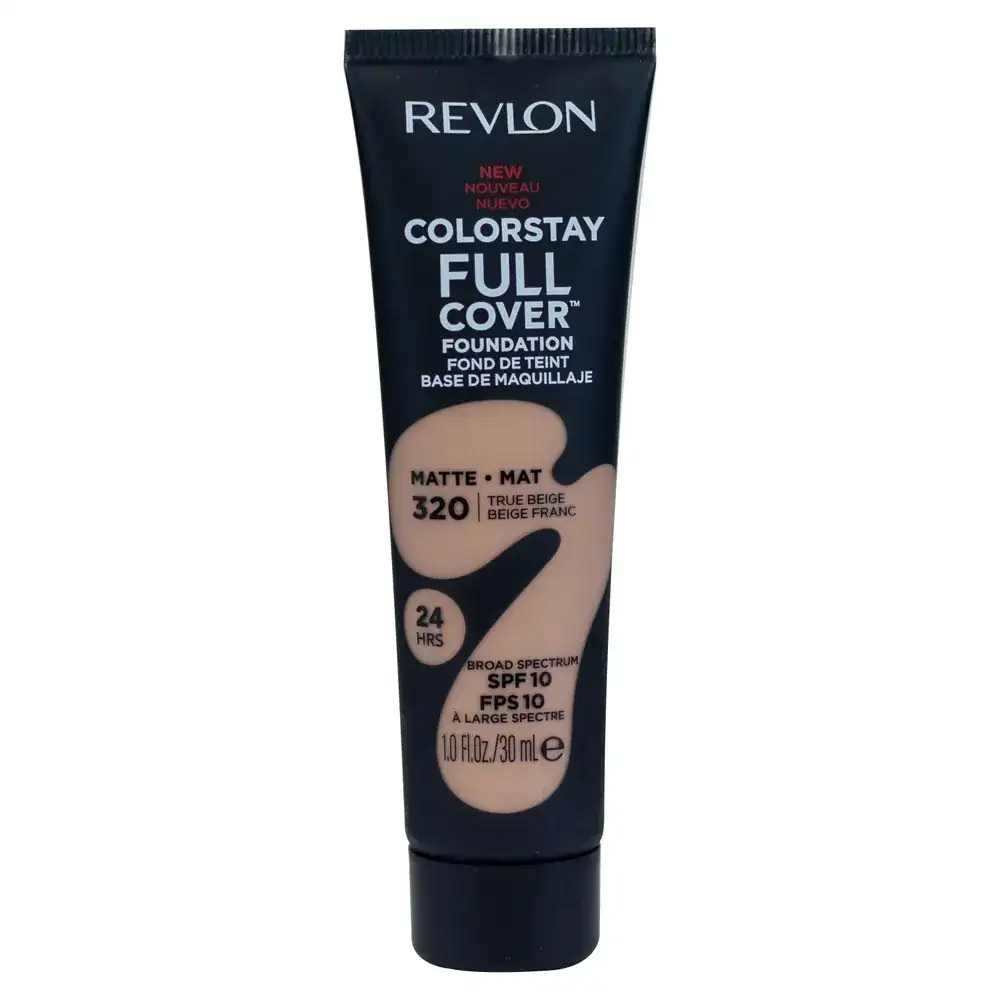 REVLON
NEW
NOUVEAU
NUEVO
COLORSTAY
FULL
COVER™
FOUNDATION
FOND DE TEINT
BASE DE MAQUILLAJE
MATTE • MAT
320 | TRUE BEIGE
BEIGE FRANC
24
HRS
BROAD SPECTRUM
SPF 10
FPS 10
À LARGE SPECTRE
1.0 Fl.Oz./30 mL ℮